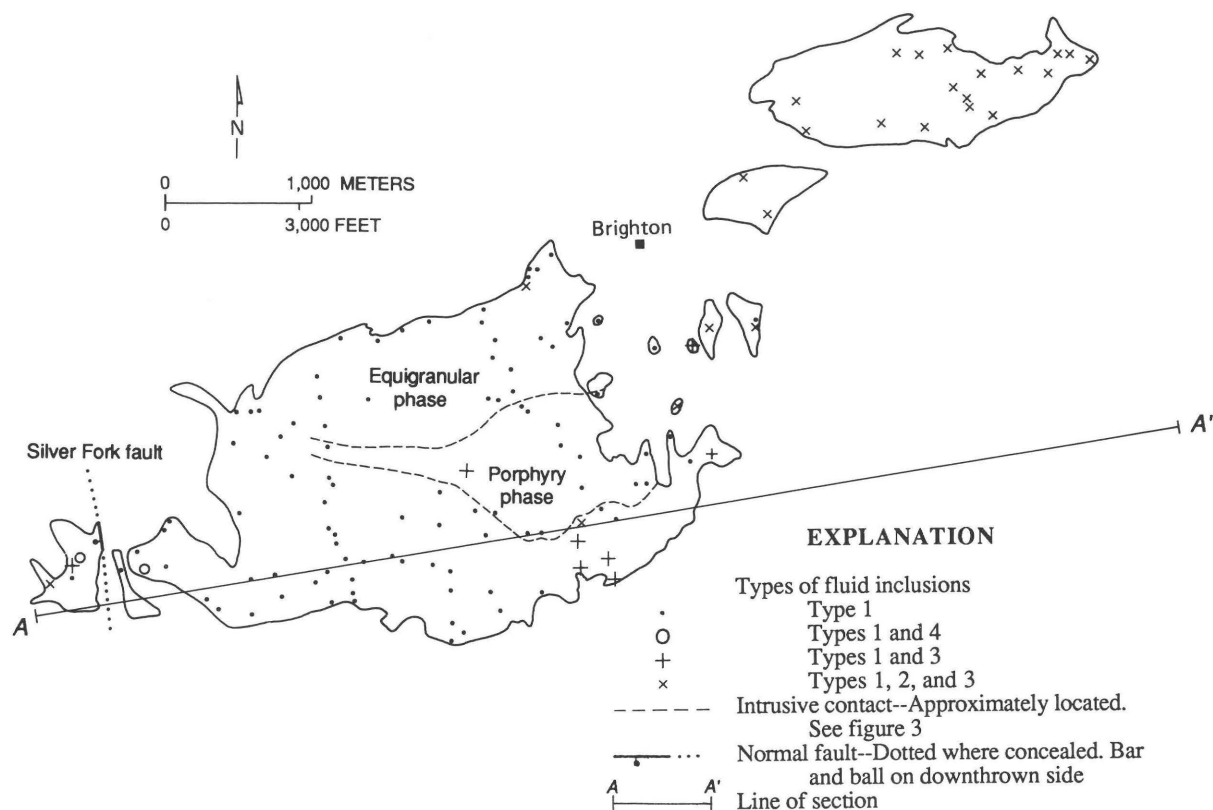 N
0 1,000 METERS
0 3,000 FEET
Brighton
Equigranular
phase
Silver Fork fault
Porphyry
phase
A'
A
EXPLANATION
Types of fluid inclusions
Type 1
Types 1 and 4
Types 1 and 3
Types 1, 2, and 3
Intrusive contact--Approximately located.
See figure 3
Normal fault--Dotted where concealed. Bar
and ball on downthrown side
A A'
Line of section